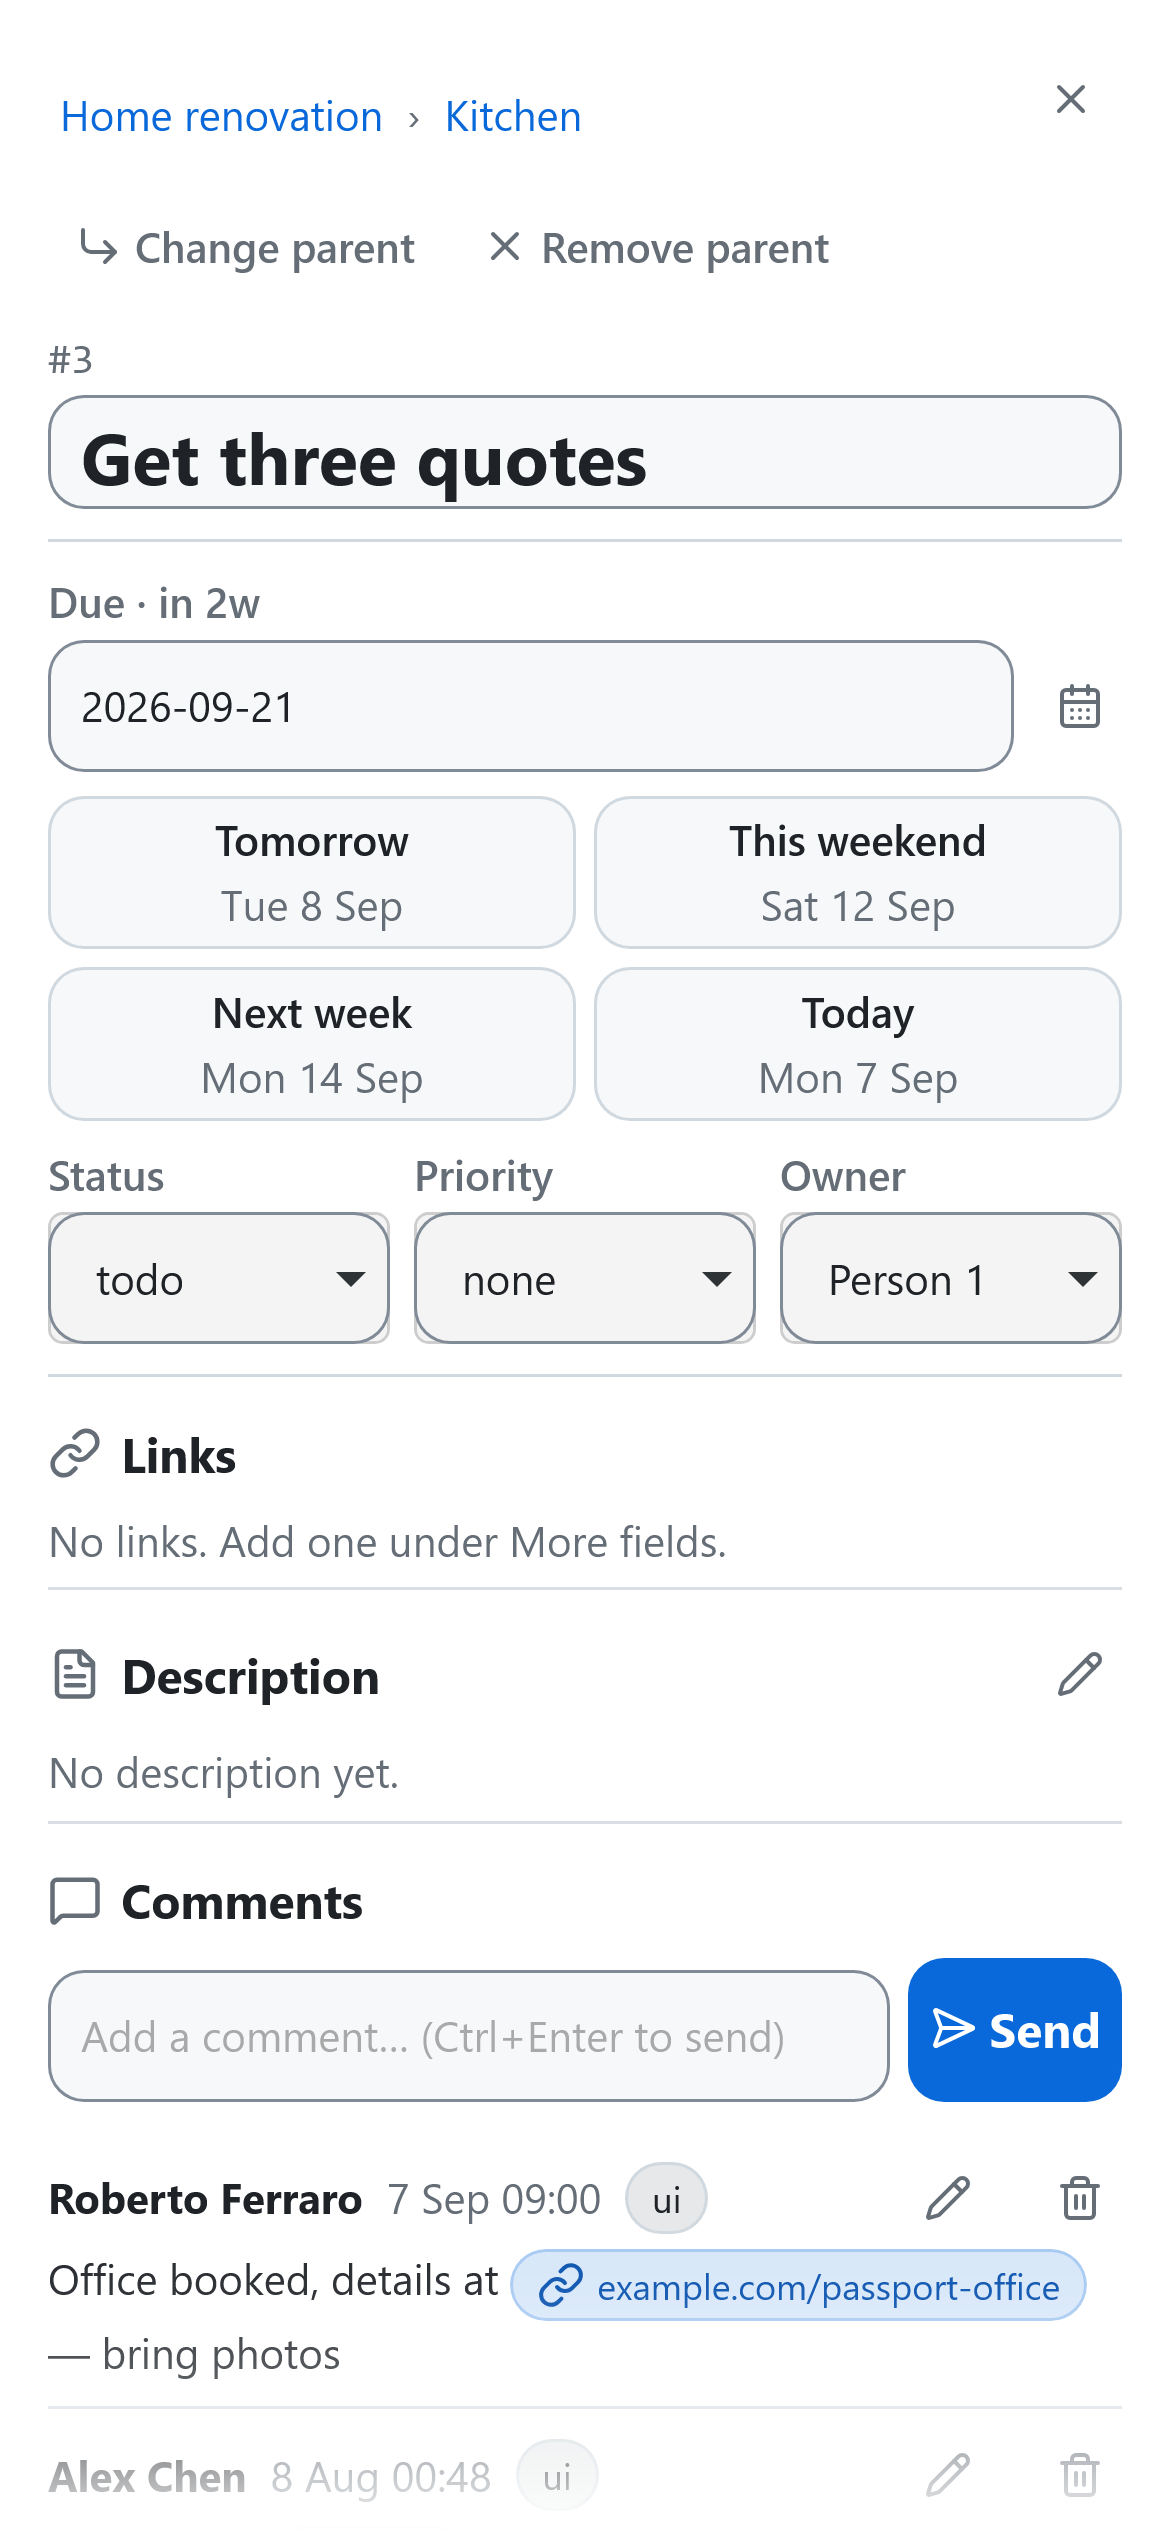 Home renovation › Kitchen
Change parent Remove parent
#3
Get three quotes
Due · in 2w
2026-09-21
Tomorrow
Tue 8 Sep
This weekend
Sat 12 Sep
Next week
Mon 14 Sep
Today
Mon 7 Sep
Status Priority Owner
todo none Person 1
Links
No links. Add one under More fields.
Description
No description yet.
Comments
Add a comment... (Ctrl+Enter to send) Send
Roberto Ferraro 7 Sep 09:00 ui
Office booked, details at example.com/passport-office
— bring photos
Alex Chen 8 Aug 00:48 ui